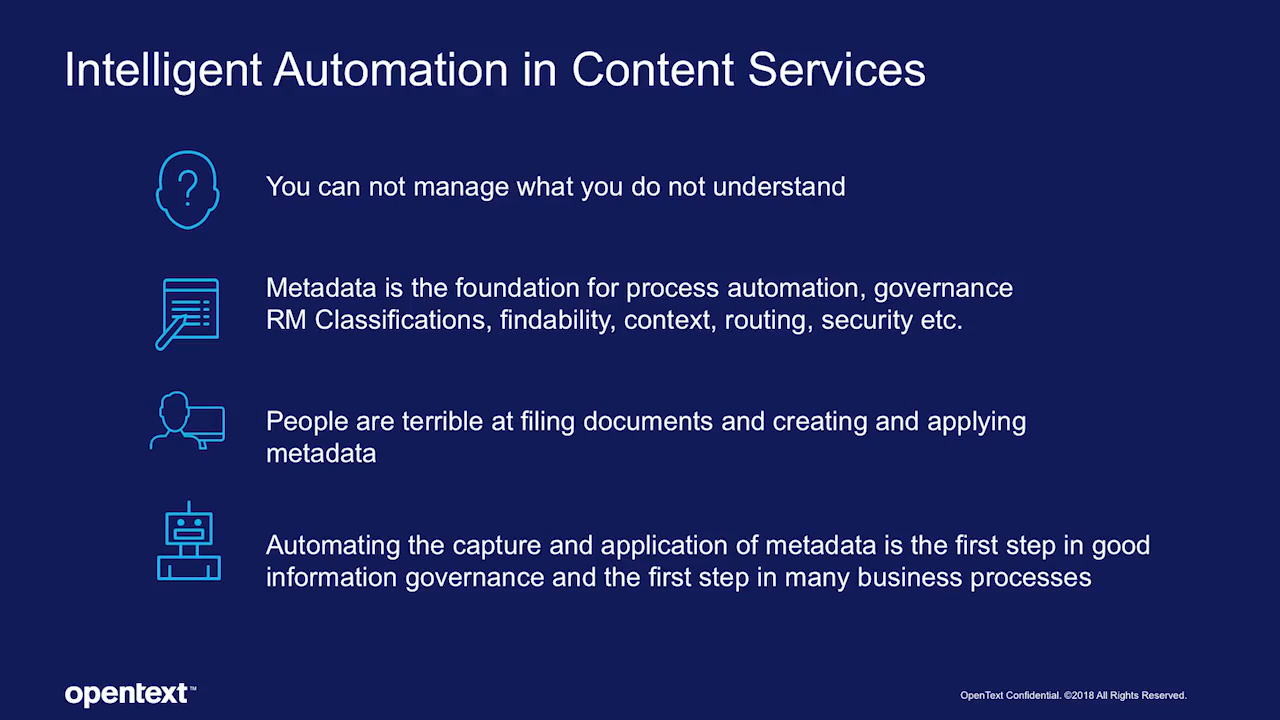 Intelligent Automation in Content Services
?
You can not manage what you do not understand
Metadata is the foundation for process automation, governance
RM Classifications, findability, context, routing, security etc.
People are terrible at filing documents and creating and applying
metadata
Automating the capture and application of metadata is the first step in good
information governance and the first step in many business processes
opentext™
OpenText Confidential. ©2018 All Rights Reserved.